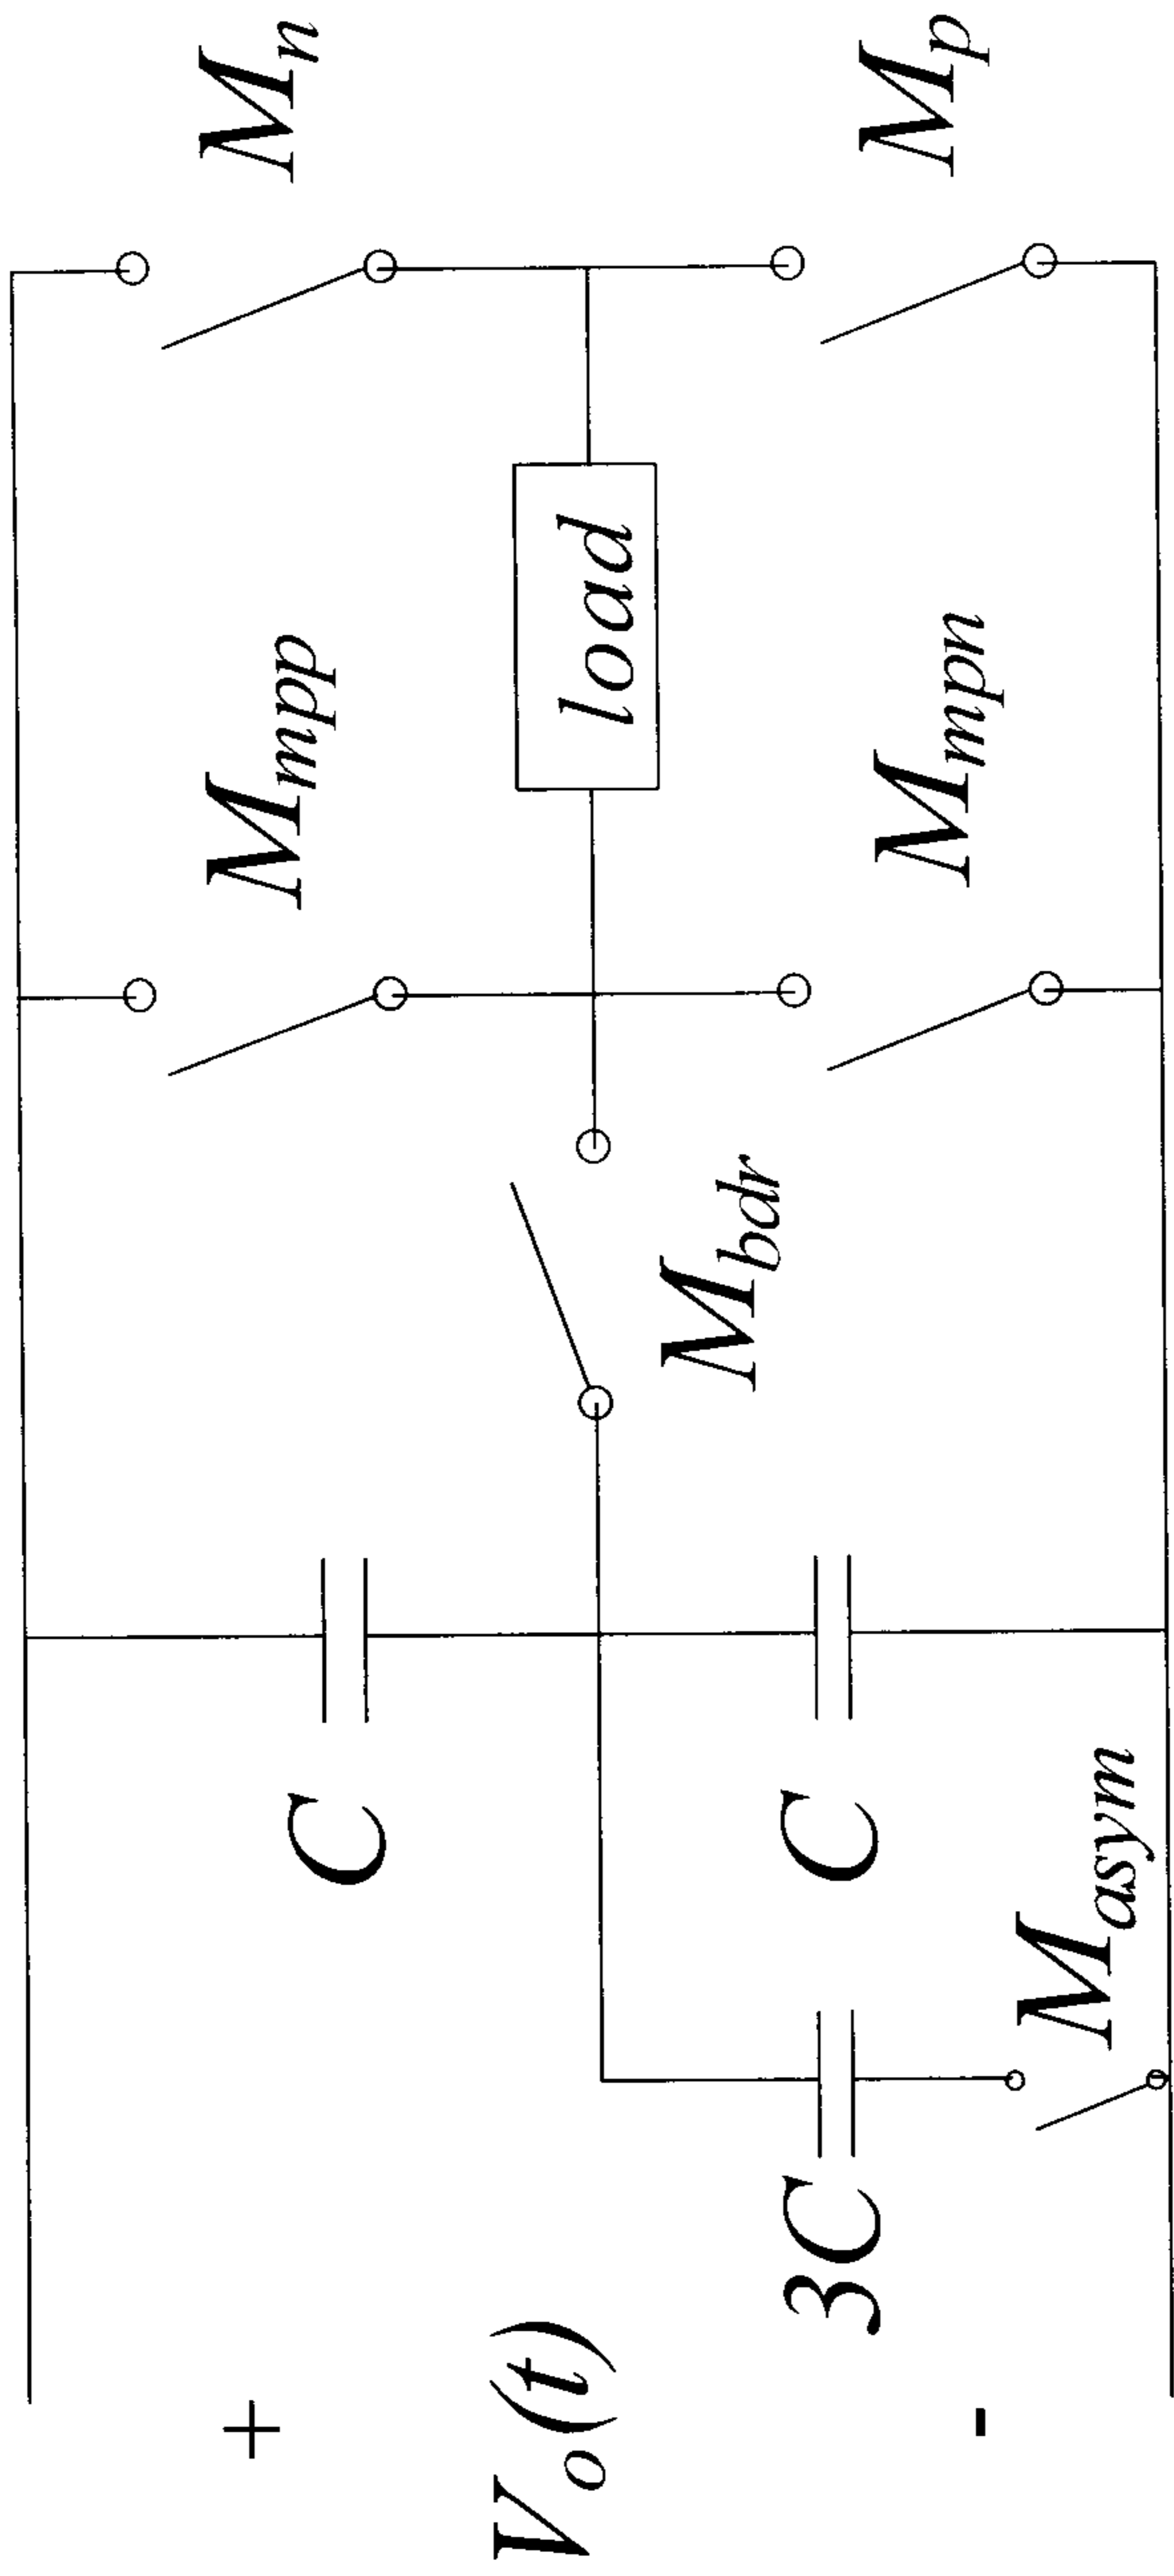 M_n
M_p
M_mpp
load
M_mpn
M_bdr
C
C
M_asym
3C
+
V_o(t)
-